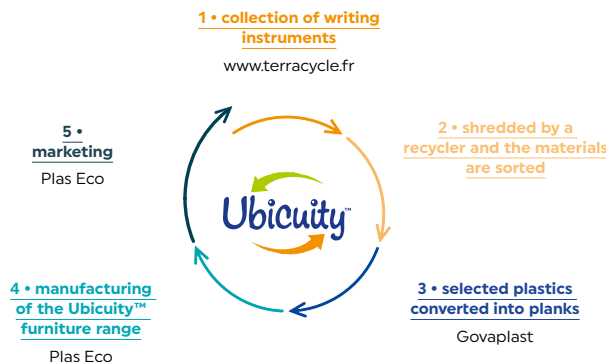 1 • collection of writing
instruments
www.terracycle.fr
2 • shredded by a
recycler and the materials
are sorted
3 • selected plastics
converted into planks
Govaplast
4 • manufacturing
of the Ubicuity™
furniture range
Plas Eco
5 •
marketing
Plas Eco
Ubicuity™